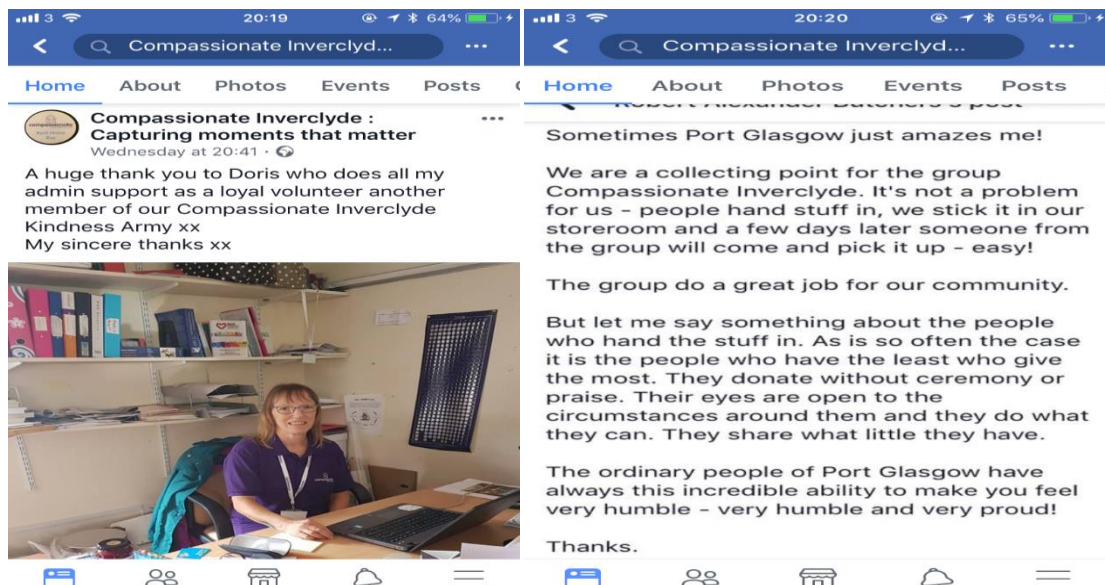 3 20:19 64%
Compassionate Inverclyd...
Home About Photos Events Posts
Compassionate Inverclyde :
Capturing moments that matter
Wednesday at 20:41 ·
A huge thank you to Doris who does all my
admin support as a loyal volunteer another
member of our Compassionate Inverclyde
Kindness Army xx
My sincere thanks xx
3 20:20 65%
Compassionate Inverclyd...
Home About Photos Events Posts
Robert Alexander Butchers's post
Sometimes Port Glasgow just amazes me!
We are a collecting point for the group
Compassionate Inverclyde. It's not a problem
for us - people hand stuff in, we stick it in our
storeroom and a few days later someone from
the group will come and pick it up - easy!
The group do a great job for our community.
But let me say something about the people
who hand the stuff in. As is so often the case
it is the people who have the least who give
the most. They donate without ceremony or
praise. Their eyes are open to the
circumstances around them and they do what
they can. They share what little they have.
The ordinary people of Port Glasgow have
always this incredible ability to make you feel
very humble - very humble and very proud!
Thanks.